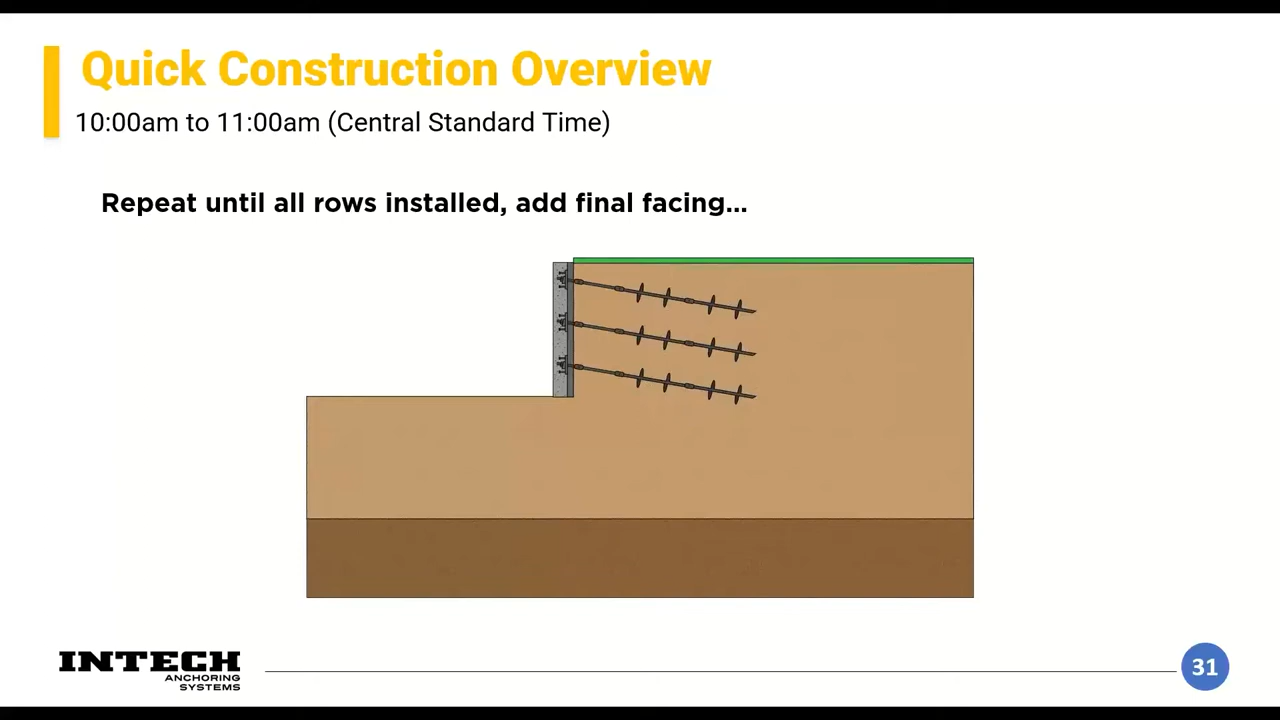 Quick Construction Overview
10:00am to 11:00am (Central Standard Time)
Repeat until all rows installed, add final facing...
INTECH
ANCHORING
SYSTEMS
31